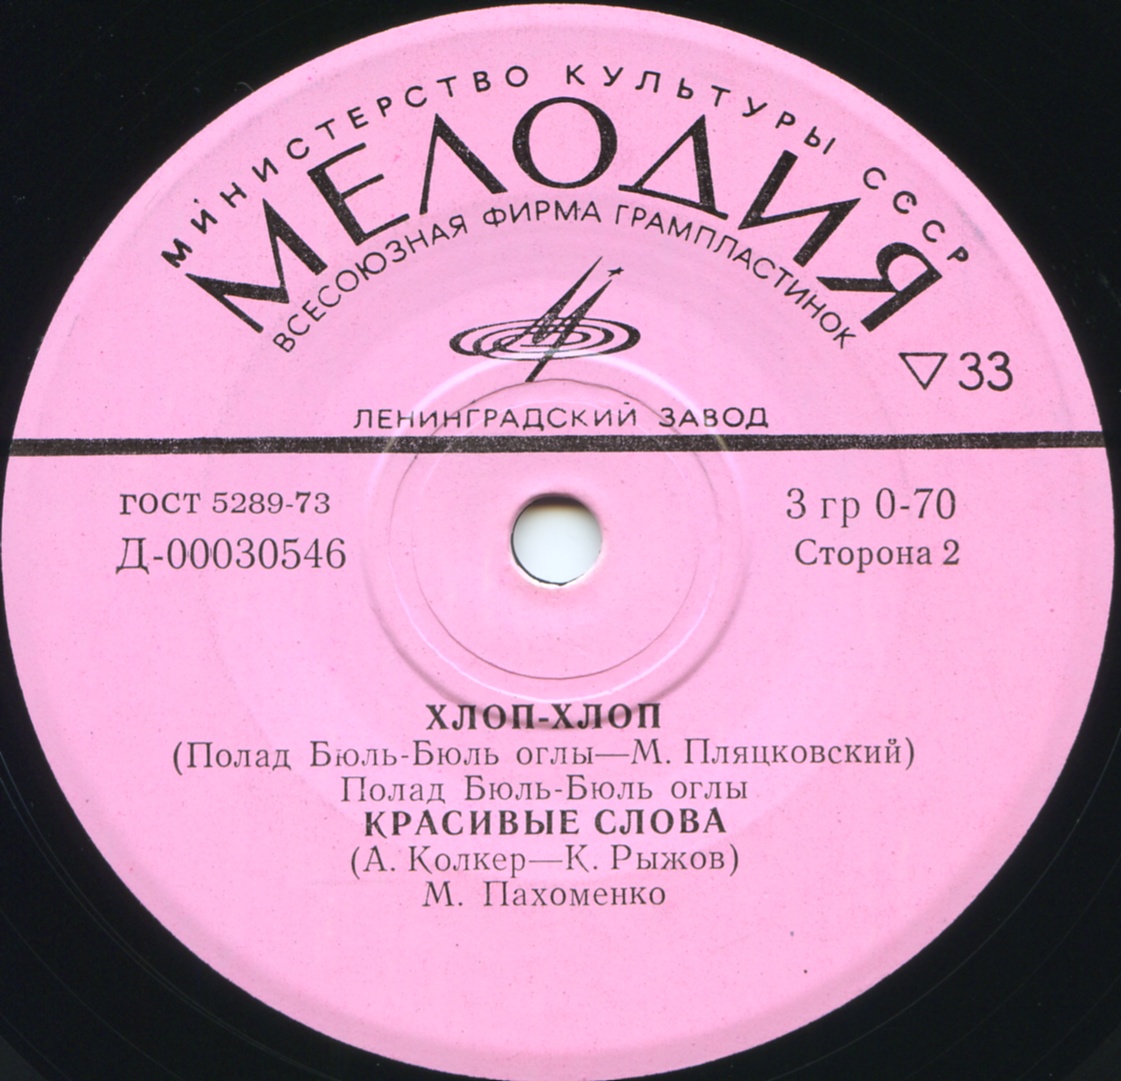 МИНИСТЕРСТВО КУЛЬТУРЫ СССР
МЕЛОДИЯ
ВСЕСОЮЗНАЯ ФИРМА ГРАМПЛАСТИНОК
▽33
ЛЕНИНГРАДСКИЙ ЗАВОД
ГОСТ 5289-73
3 гр 0-70
Д-00030546
Сторона 2
ХЛОП-ХЛОП
(Полад Бюль-Бюль оглы—М. Пляцковский)
Полад Бюль-Бюль оглы
КРАСИВЫЕ СЛОВА
(А. Колкер—К. Рыжов)
М. Пахоменко